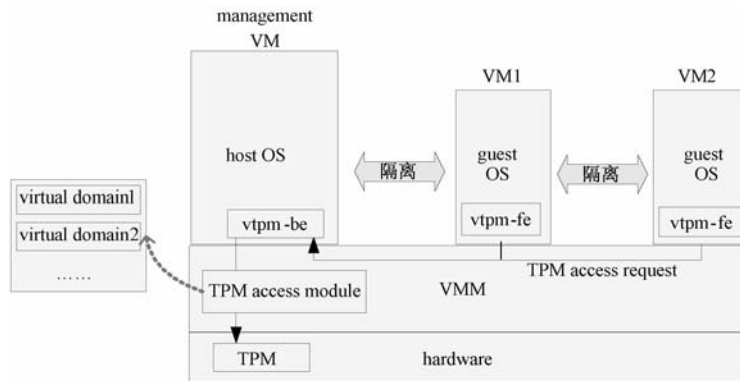 management
VM
VM1
VM2
host OS
隔离
guest
OS
隔离
guest
OS
virtual domain1
virtual domain2
……
vtpm-be
vtpm-fe
vtpm-fe
TPM access request
TPM access module
VMM
TPM
hardware